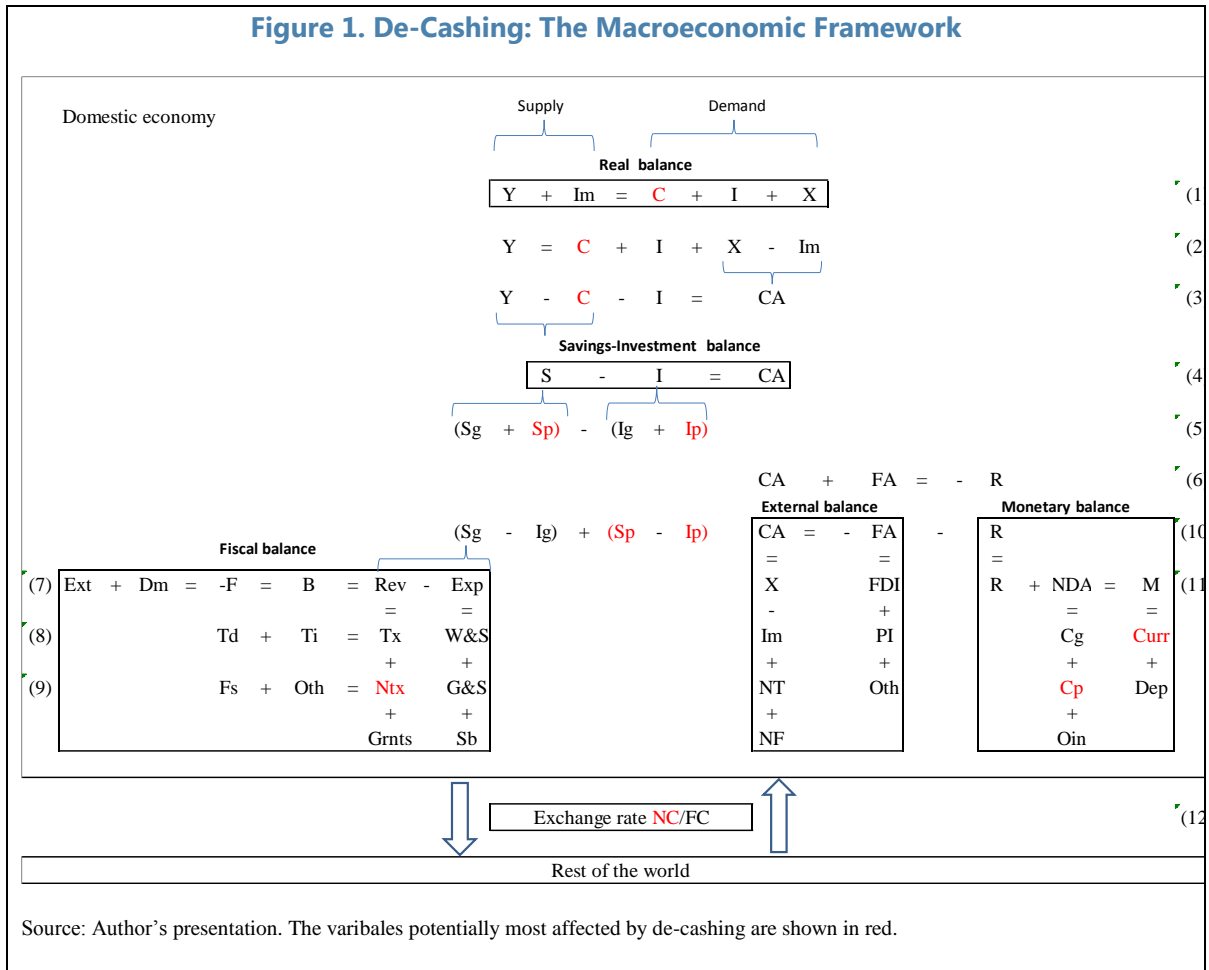 Figure 1. De-Cashing: The Macroeconomic Framework
Supply Demand
Domestic economy
Real balance
Y + Im = C + I + X (1
Y = C + I + X - Im (2
Y - C - I = CA (3
Savings-Investment balance
S - I = CA (4
(Sg + Sp) - (Ig + Ip) (5
CA + FA = - R (6
External balance Monetary balance
(Sg - Ig) + (Sp - Ip) CA = - FA - R (10
Fiscal balance
= = =
(7) Ext + Dm = -F = B = Rev - Exp X FDI R + NDA = M (11
= = - + = =
(8) Td + Ti = Tx W&S Im PI Cg Curr
+ + + + + +
(9) Fs + Oth = Ntx G&S NT Oth Cp Dep
+ + + +
Grnts Sb NF Oin
Exchange rate NC/FC (12
Rest of the world
Source: Author's presentation. The varibales potentially most affected by de-cashing are shown in red.